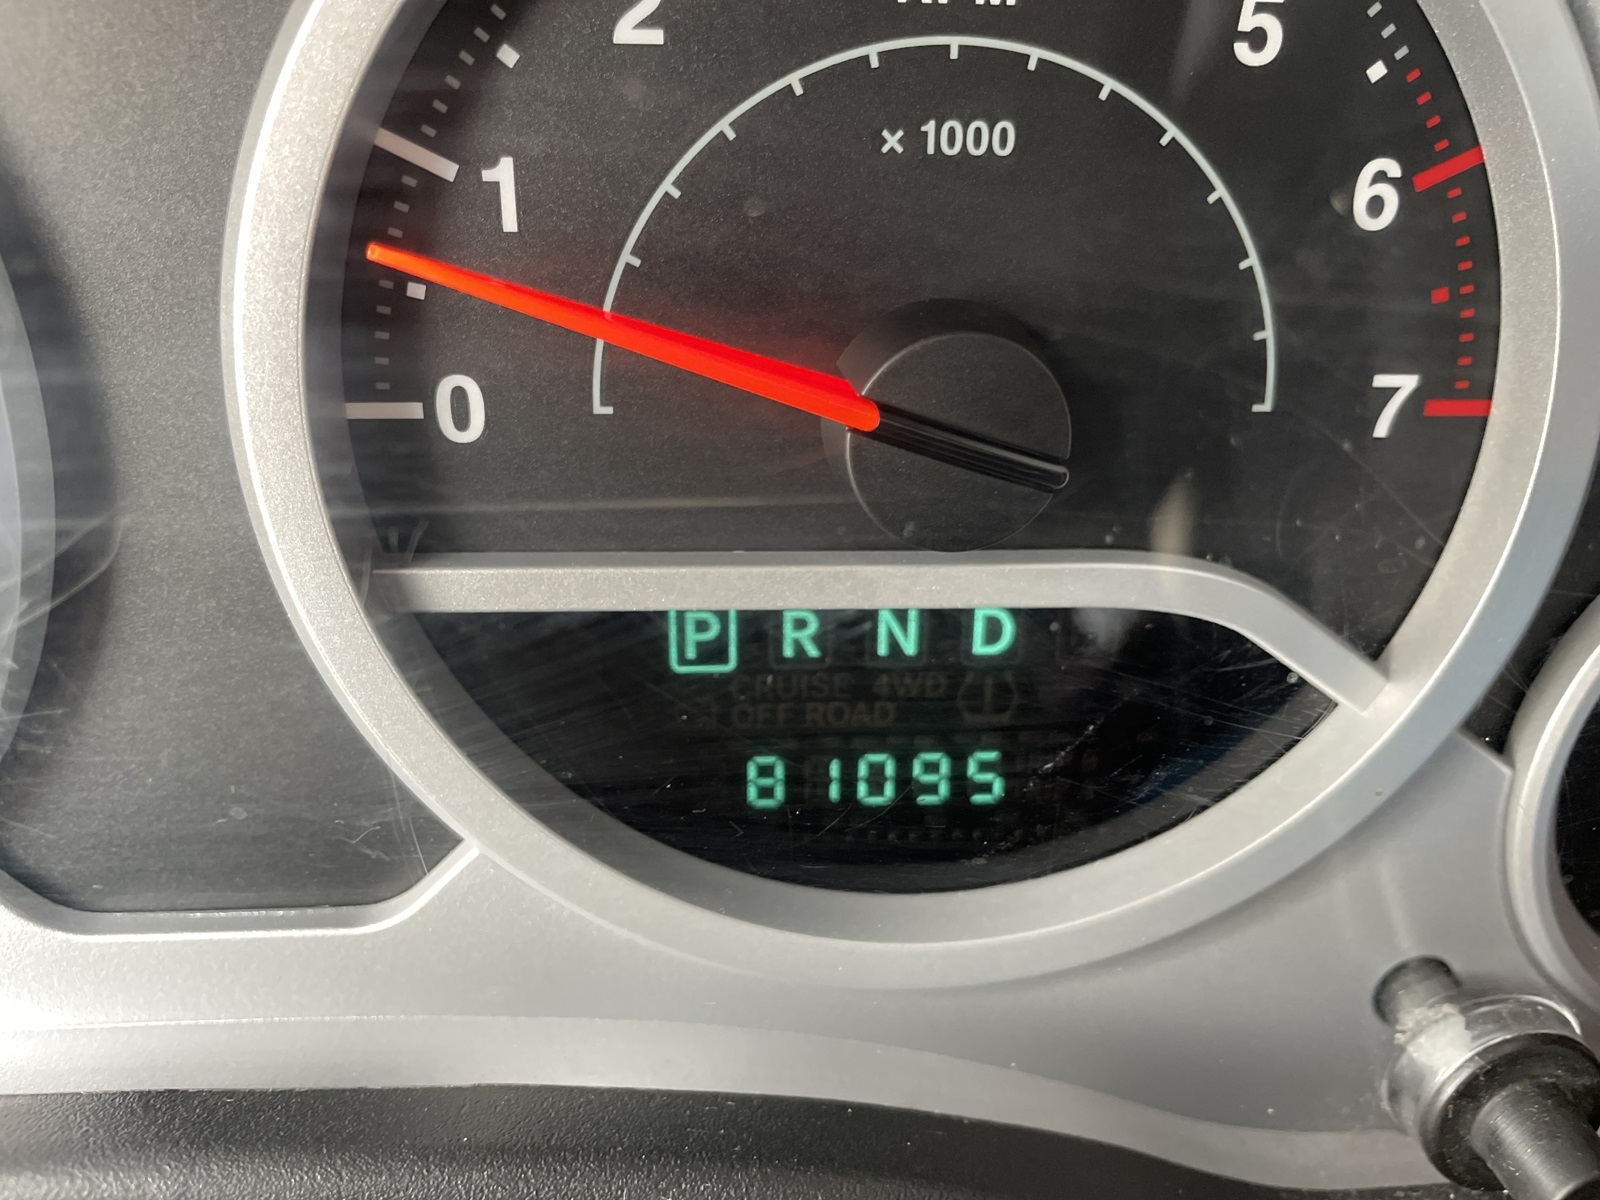 RPM
2 5
× 1000
1 6
0 7
P R N D
CRUISE 4WD
OFF ROAD
81095